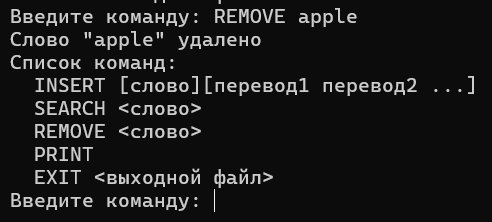 Введите команду: REMOVE apple
Слово "apple" удалено
Список команд:
  INSERT [слово][перевод1 перевод2 ...]
  SEARCH <слово>
  REMOVE <слово>
  PRINT
  EXIT <выходной файл>
Введите команду: